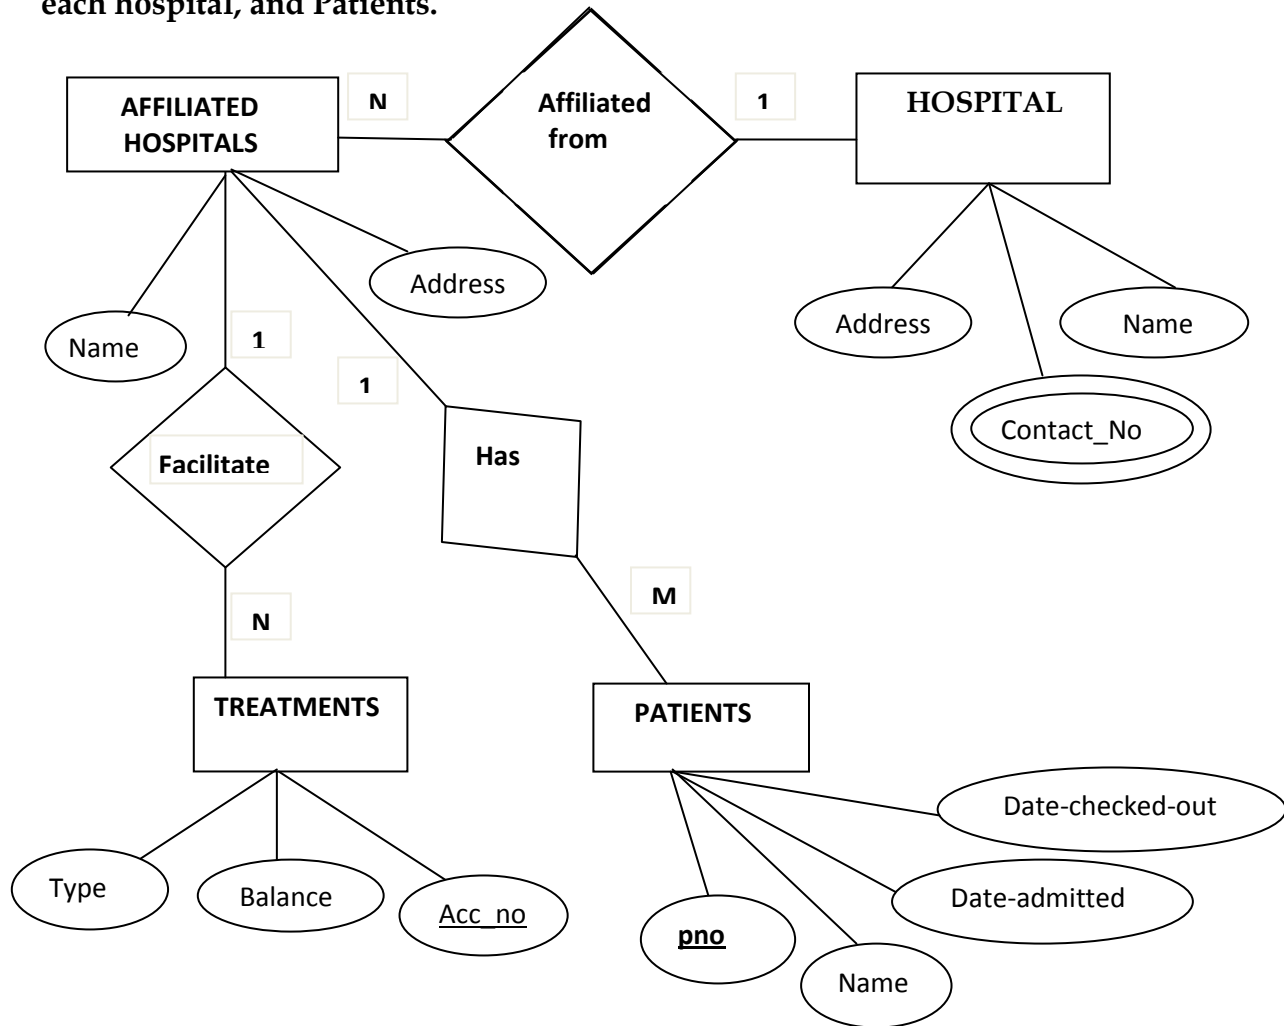 each hospital, and Patients.
AFFILIATED
HOSPITALS
N
Affiliated
from
1
HOSPITAL
Name
Address
Address
Name
Contact_No
1
1
Facilitate
Has
N
M
TREATMENTS
PATIENTS
Type
Balance
Acc_no
pno
Name
Date-admitted
Date-checked-out